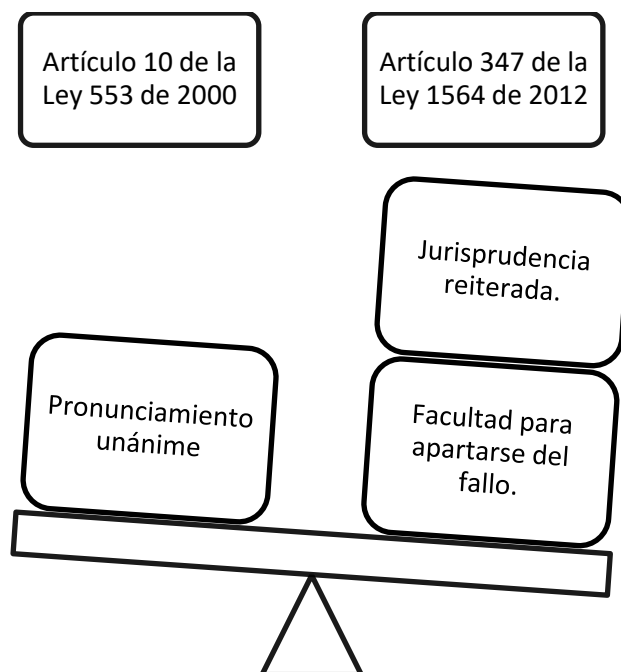 Artículo 10 de la
Ley 553 de 2000
Artículo 347 de la
Ley 1564 de 2012
Jurisprudencia
reiterada.
Pronunciamiento
unánime
Facultad para
apartarse del
fallo.